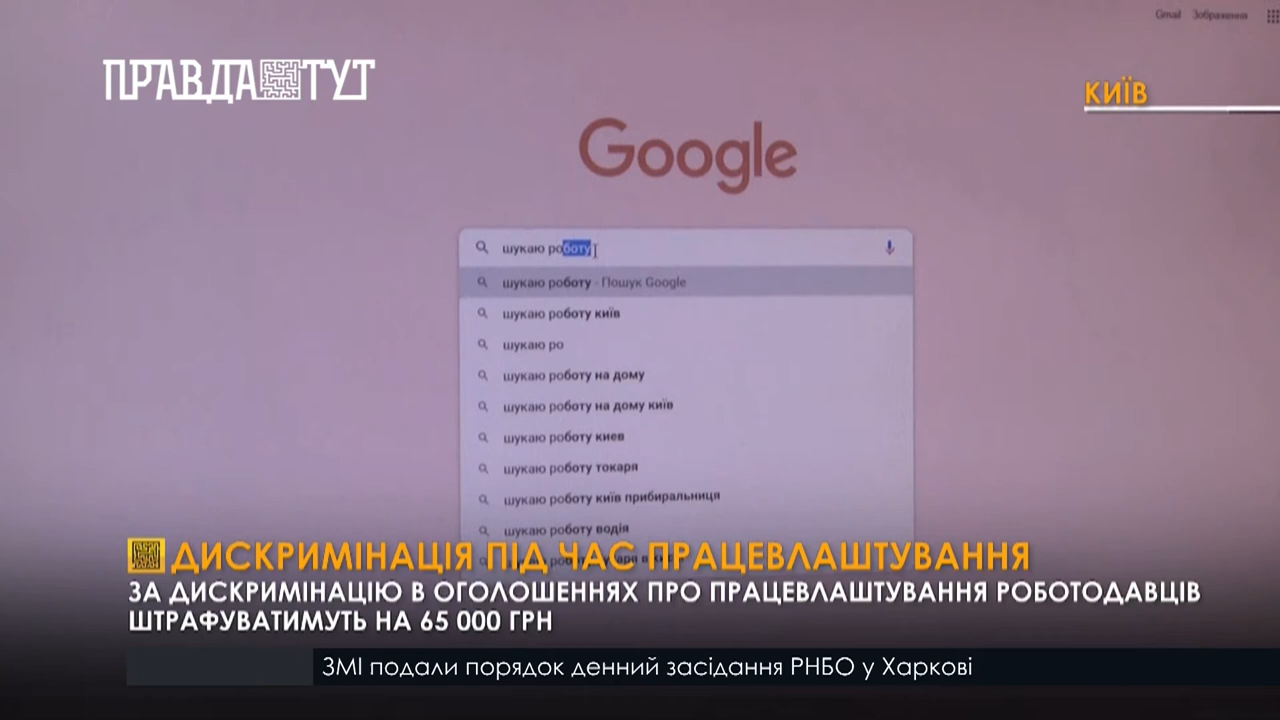 Gmail Зображення
ПРАВДА ТУТ
КИЇВ
Google
шукаю роботу
шукаю роботу - Пошук Google
шукаю роботу київ
шукаю ро
шукаю роботу на дому
шукаю роботу на дому київ
шукаю роботу киев
шукаю роботу токаря
шукаю роботу київ прибиральниця
шукаю роботу водія
ДИСКРИМІНАЦІЯ ПІД ЧАС ПРАЦЕВЛАШТУВАННЯ
ЗА ДИСКРИМІНАЦІЮ В ОГОЛОШЕННЯХ ПРО ПРАЦЕВЛАШТУВАННЯ РОБОТОДАВЦІВ
ШТРАФУВАТИМУТЬ НА 65 000 ГРН
ЗМІ подали порядок денний засідання РНБО у Харкові